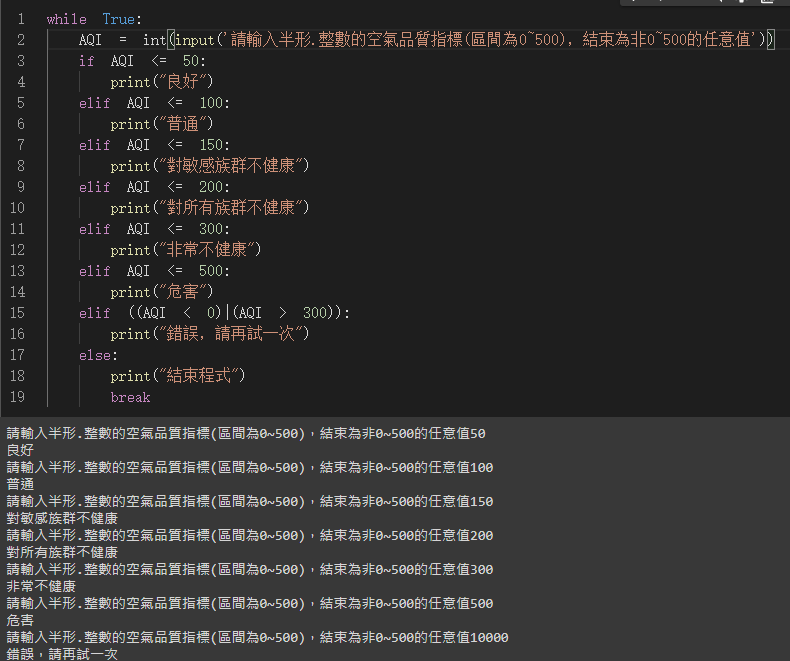 1 while True:
2 AQI = int(input('請輸入半形.整數的空氣品質指標(區間為0~500)，結束為非0~500的任意值'))
3 if AQI <= 50:
4 print("良好")
5 elif AQI <= 100:
6 print("普通")
7 elif AQI <= 150:
8 print("對敏感族群不健康")
9 elif AQI <= 200:
10 print("對所有族群不健康")
11 elif AQI <= 300:
12 print("非常不健康")
13 elif AQI <= 500:
14 print("危害")
15 elif ((AQI < 0)|(AQI > 300)):
16 print("錯誤，請再試一次")
17 else:
18 print("結束程式")
19 break
請輸入半形.整數的空氣品質指標(區間為0~500)，結束為非0~500的任意值50
良好
請輸入半形.整數的空氣品質指標(區間為0~500)，結束為非0~500的任意值100
普通
請輸入半形.整數的空氣品質指標(區間為0~500)，結束為非0~500的任意值150
對敏感族群不健康
請輸入半形.整數的空氣品質指標(區間為0~500)，結束為非0~500的任意值200
對所有族群不健康
請輸入半形.整數的空氣品質指標(區間為0~500)，結束為非0~500的任意值300
非常不健康
請輸入半形.整數的空氣品質指標(區間為0~500)，結束為非0~500的任意值500
危害
請輸入半形.整數的空氣品質指標(區間為0~500)，結束為非0~500的任意值10000
錯誤，請再試一次